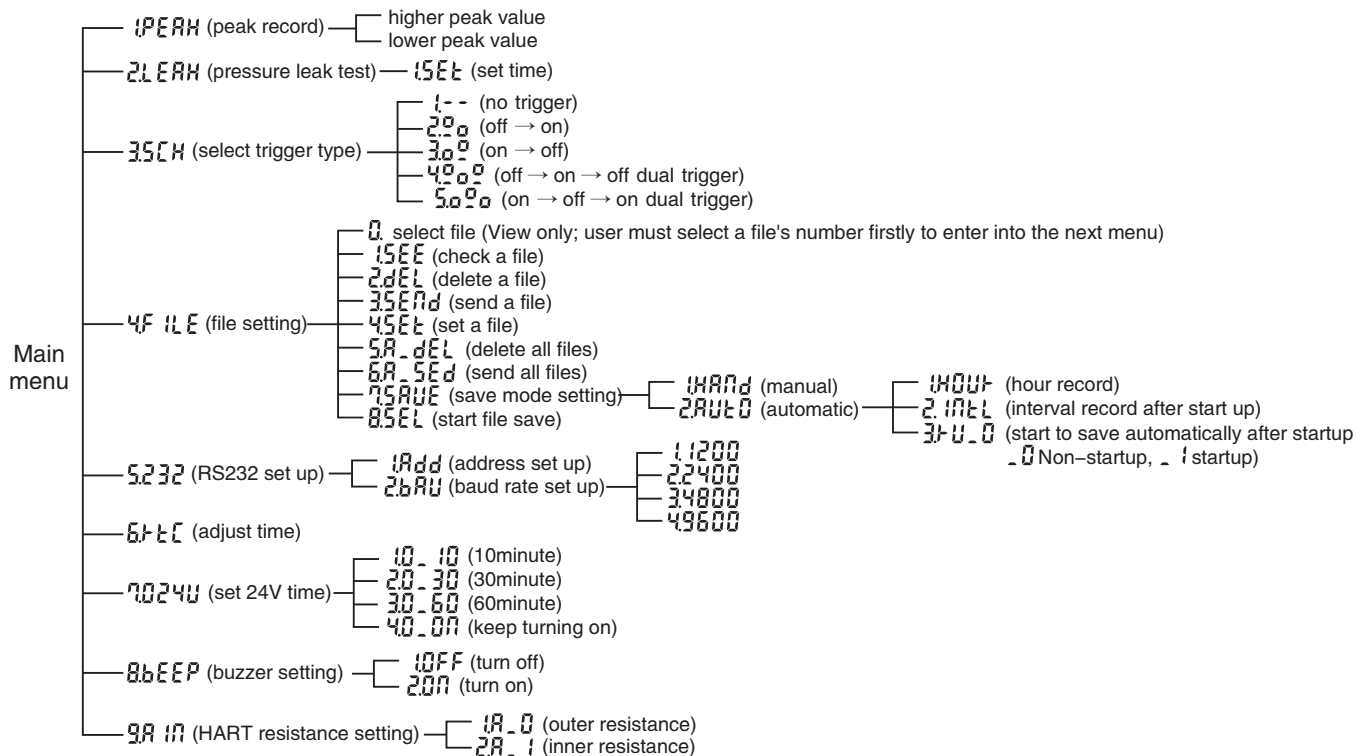 Main menu
1.PEAK (peak record)
higher peak value
lower peak value
2.LEAK (pressure leak test)
1.SEt (set time)
3.SCH (select trigger type)
1.-- (no trigger)
2.ºo (off → on)
3.oº (on → off)
4.ºoº (off → on → off dual trigger)
5.oºo (on → off → on dual trigger)
4.FILE (file setting)
0. select file (View only; user must select a file's number firstly to enter into the next menu)
1.SEE (check a file)
2.dEL (delete a file)
3.SENd (send a file)
4.SEt (set a file)
5.A_dEL (delete all files)
6.A_SEd (send all files)
7.SAVE (save mode setting)
1.HANd (manual)
2.AUtO (automatic)
1.HOUr (hour record)
2.INtL (interval record after start up)
3.rU_0 (start to save automatically after startup
_0 Non-startup, _1 startup)
8.SEL (start file save)
5.232 (RS232 set up)
1.Add (address set up)
2.bAU (baud rate set up)
1.1200
2.2400
3.4800
4.9600
6.rtC (adjust time)
7.024V (set 24V time)
1.0_10 (10minute)
2.0_30 (30minute)
3.0_60 (60minute)
4.0_ON (keep turning on)
8.bEEP (buzzer setting)
1.OFF (turn off)
2.ON (turn on)
9.AIN (HART resistance setting)
1.A_0 (outer resistance)
2.A_1 (inner resistance)